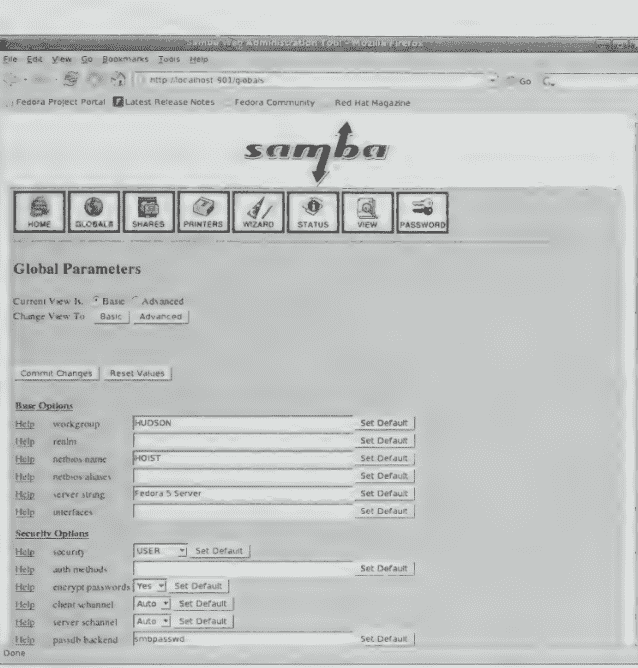 Samba Web Administration Tool - Mozilla Firefox
File Edit View Go Bookmarks Tools Help
http://localhost:901/globals Go
Fedora Project Portal Latest Release Notes Fedora Community Red Hat Magazine
samba
HOME GLOBALS SHARES PRINTERS WIZARD STATUS VIEW PASSWORD
Global Parameters
Current View Is: Basic Advanced
Change View To: Basic Advanced
Commit Changes Reset Values
Base Options
Help workgroup HUDSON Set Default
Help realm Set Default
Help netbios name HOIST Set Default
Help netbios aliases Set Default
Help server string Fedora 5 Server Set Default
Help interfaces Set Default
Security Options
Help security USER Set Default
Help auth methods Set Default
Help encrypt passwords Yes Set Default
Help client schannel Auto Set Default
Help server schannel Auto Set Default
Help passdb backend smbpasswd Set Default
Done